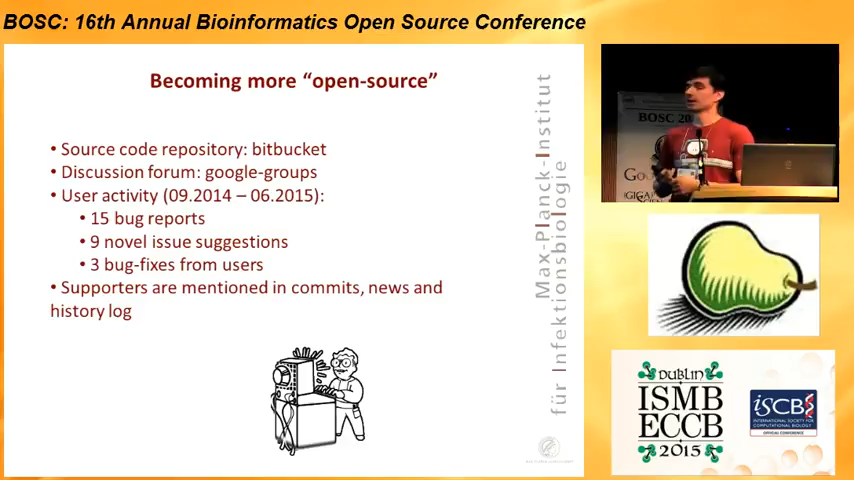 BOSC: 16th Annual Bioinformatics Open Source Conference
Becoming more “open-source”
• Source code repository: bitbucket
• Discussion forum: google-groups
• User activity (09.2014 – 06.2015):
• 15 bug reports
• 9 novel issue suggestions
• 3 bug-fixes from users
• Supporters are mentioned in commits, news and
history log
Max-Planck-Institut
für Infektionsbiologie
BOSC 20
Goo
GIGA
DUBLIN
ISMB
ECCB
2015
iSCB
INTERNATIONAL SOCIETY FOR
COMPUTATIONAL BIOLOGY
OFFICIAL CONFERENCE